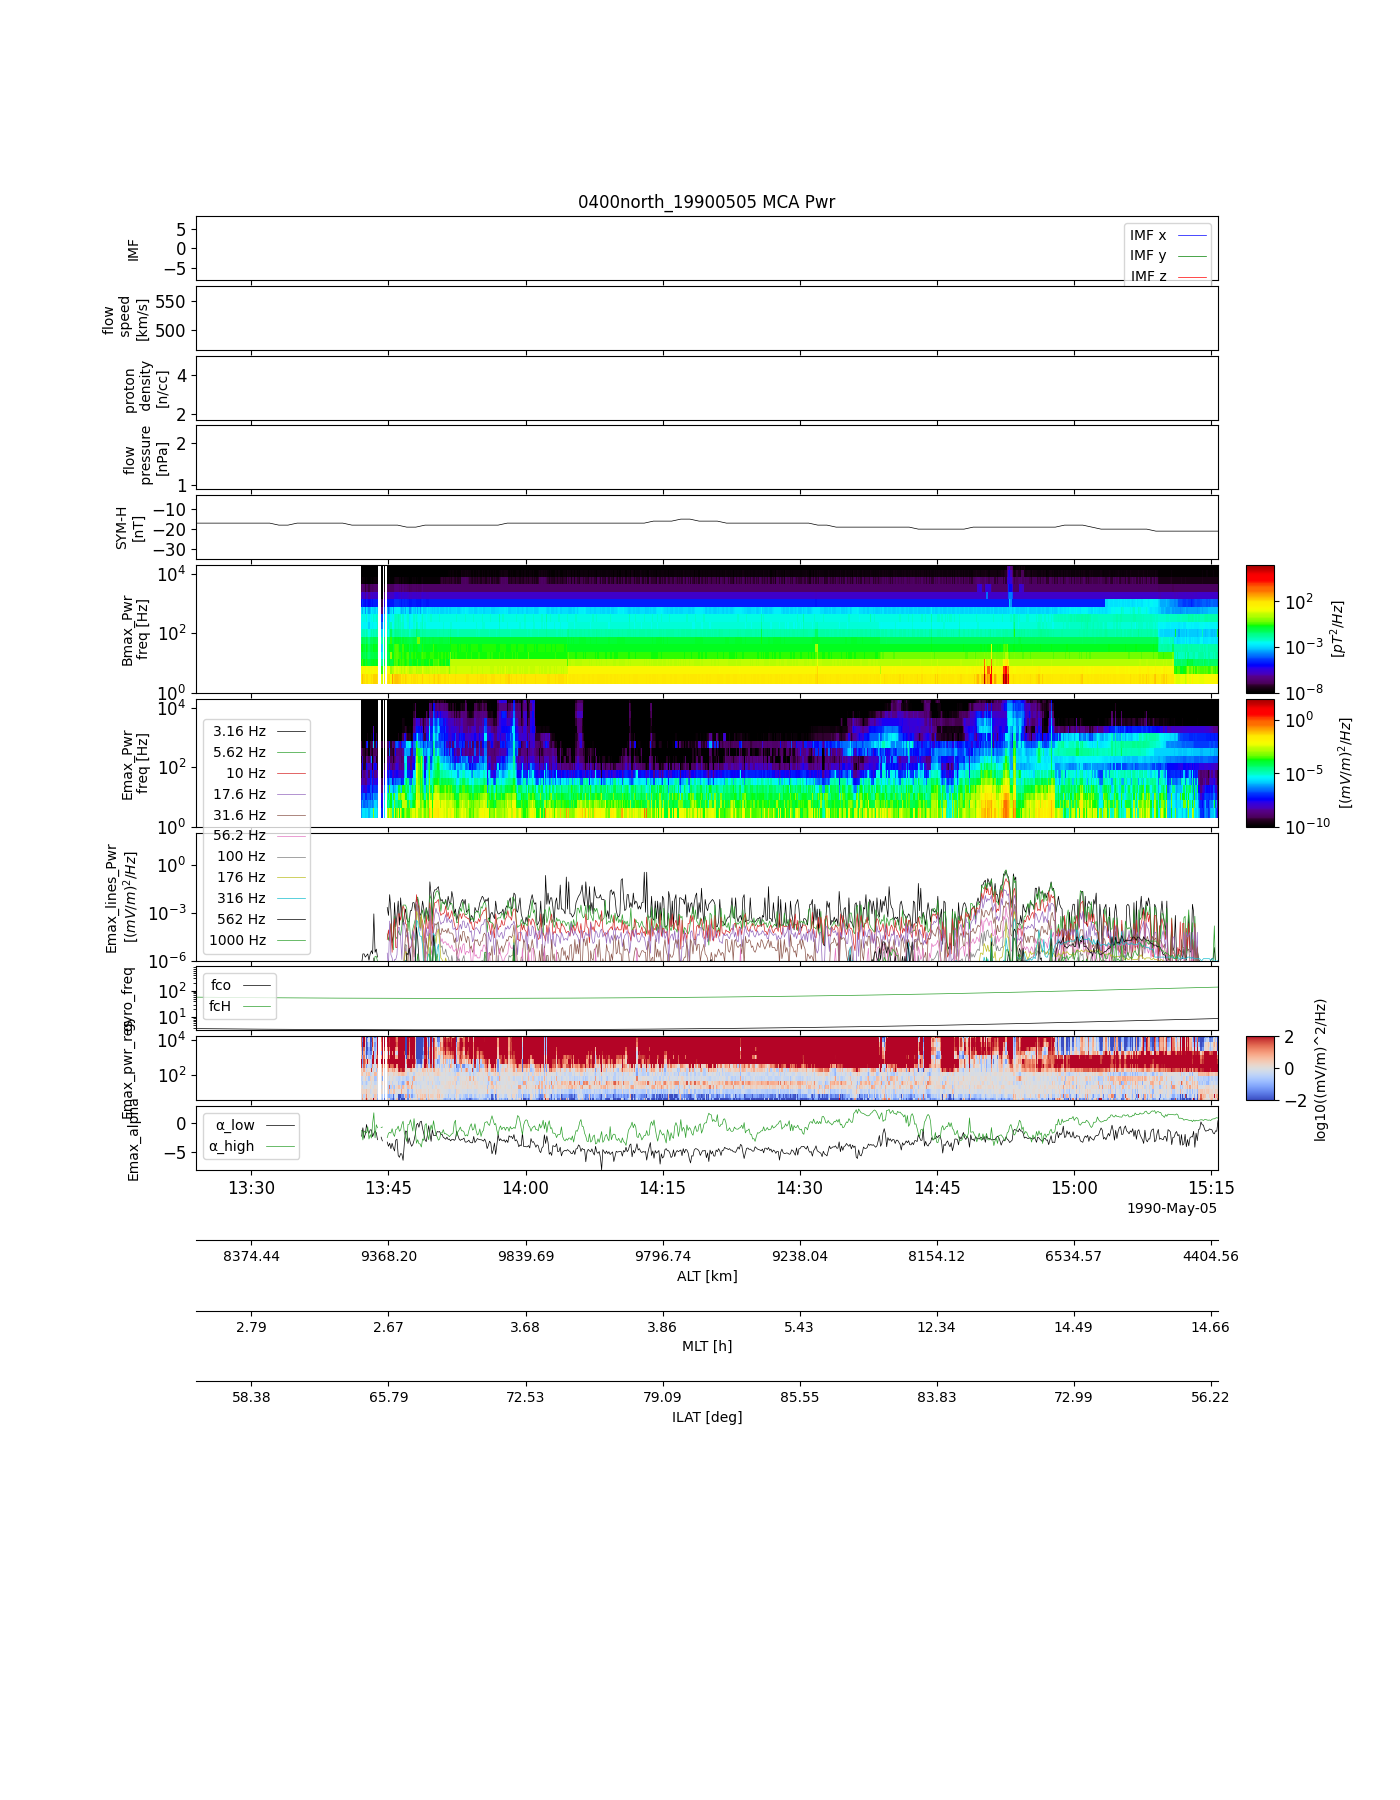 0400north_19900505 MCA Pwr
IMF
5
0
−5
IMF x
IMF y
IMF z
flow
speed
[km/s]
550
500
proton
density
[n/cc]
4
2
flow
pressure
[nPa]
2
1
SYM-H
[nT]
−10
−20
−30
Bmax_Pwr
freq [Hz]
10^4
10^2
10^0
10^2
10^−3
10^−8
[pT^2/Hz]
Emax_Pwr
freq [Hz]
10^4
10^2
10^0
10^0
10^−5
10^−10
[(mV/m)^2/Hz]
3.16 Hz
5.62 Hz
10 Hz
17.6 Hz
31.6 Hz
56.2 Hz
100 Hz
176 Hz
316 Hz
562 Hz
1000 Hz
Emax_lines_Pwr
[(mV/m)^2/Hz]
10^0
10^−3
10^−6
gyro_freq
10^2
10^1
fco
fcH
Emax_pwr_res
10^4
10^2
2
0
−2
log10((mV/m)^2/Hz)
Emax_alpha
0
−5
α_low
α_high
13:30 13:45 14:00 14:15 14:30 14:45 15:00 15:15
1990-May-05
8374.44 9368.20 9839.69 9796.74 9238.04 8154.12 6534.57 4404.56
ALT [km]
2.79 2.67 3.68 3.86 5.43 12.34 14.49 14.66
MLT [h]
58.38 65.79 72.53 79.09 85.55 83.83 72.99 56.22
ILAT [deg]